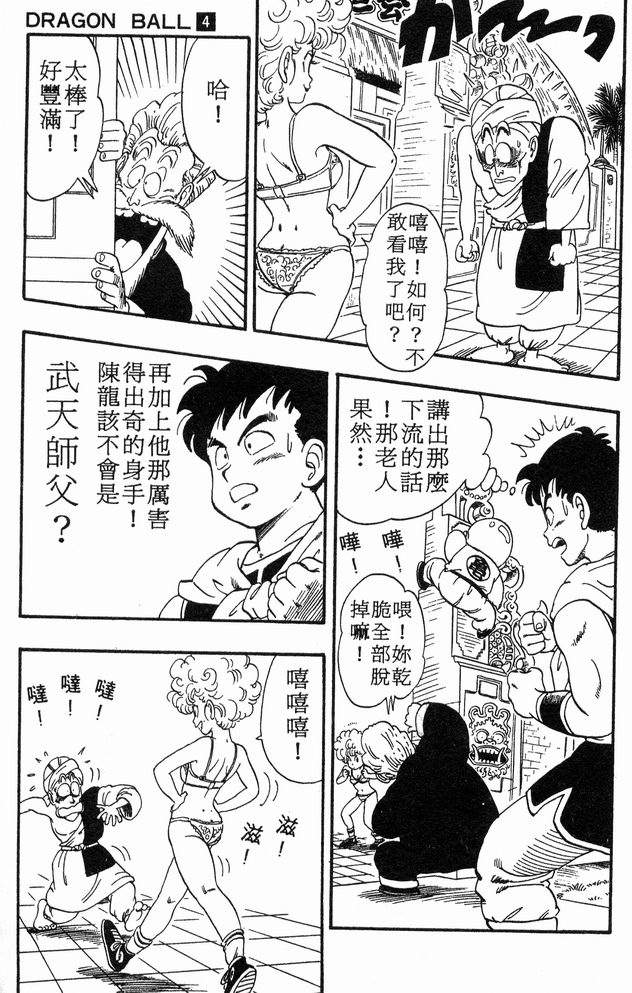 DRAGON BALL 4
嘻嘻！如何？不
敢看我了吧？
哈！
太棒了！
好豐滿！
講出那麼
下流的話
！那老人
果然…
嘩！
嘩！
喂！妳乾
脆全部脫
掉嘛！
再加上他那厲害
得出奇的身手！
陳龍該不會是
武天師父？
嘻嘻嘻！
滋！
滋！
噠！
噠！
噠！